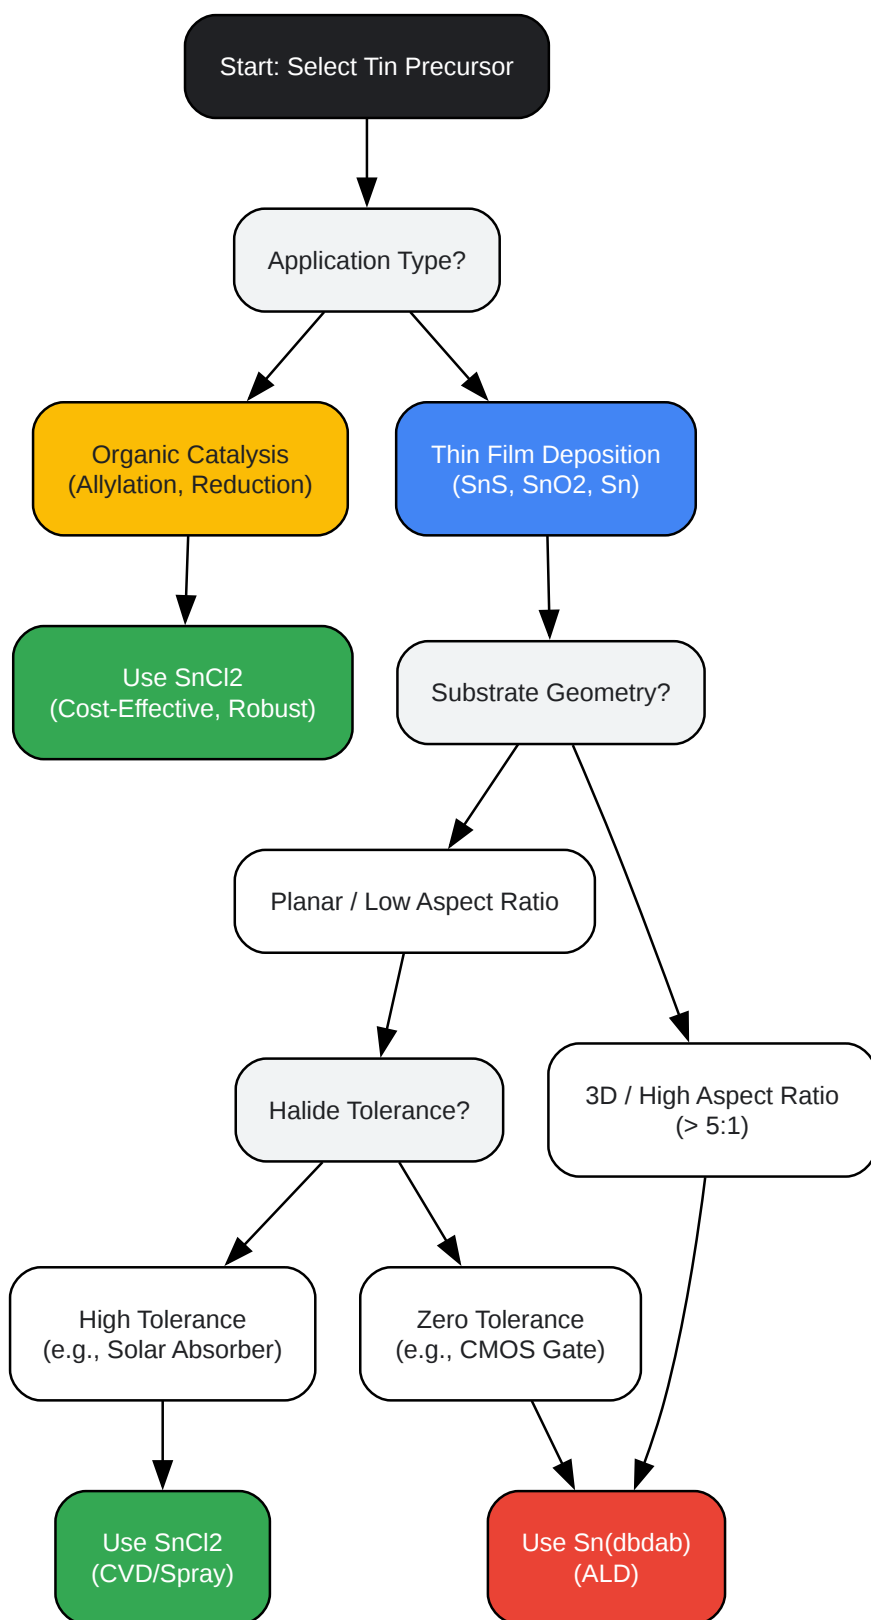 Start: Select Tin Precursor
Application Type?
Organic Catalysis
(Allylation, Reduction)
Thin Film Deposition
(SnS, SnO2, Sn)
Use SnCl2
(Cost-Effective, Robust)
Substrate Geometry?
Planar / Low Aspect Ratio
Halide Tolerance?
3D / High Aspect Ratio
(> 5:1)
High Tolerance
(e.g., Solar Absorber)
Zero Tolerance
(e.g., CMOS Gate)
Use SnCl2
(CVD/Spray)
Use Sn(dbdab)
(ALD)